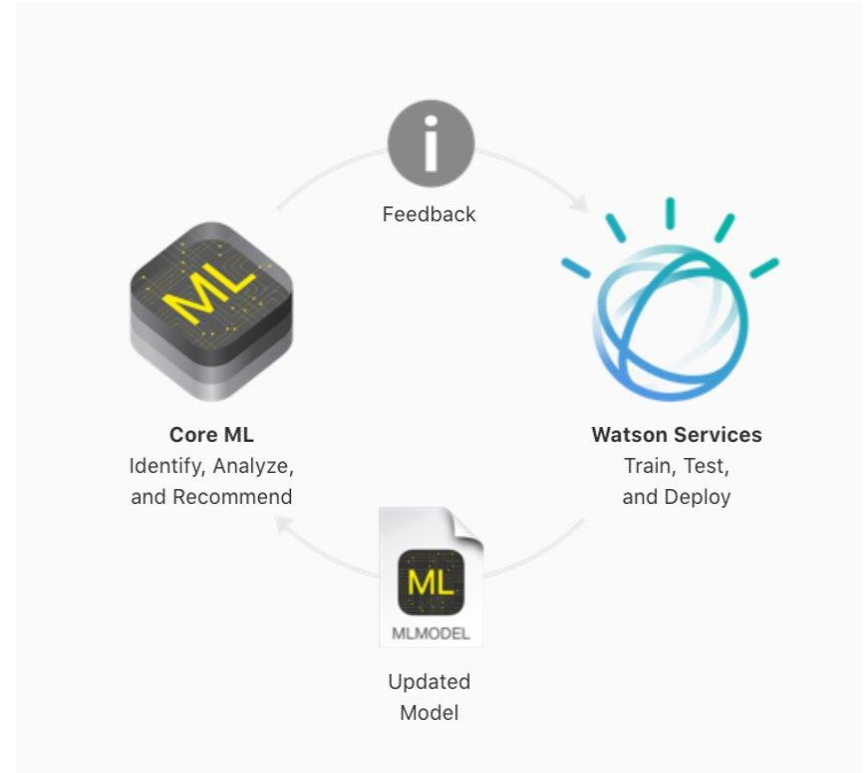 i
Feedback
ML
Core ML
Identify, Analyze,
and Recommend
Watson Services
Train, Test,
and Deploy
ML
MLMODEL
Updated
Model